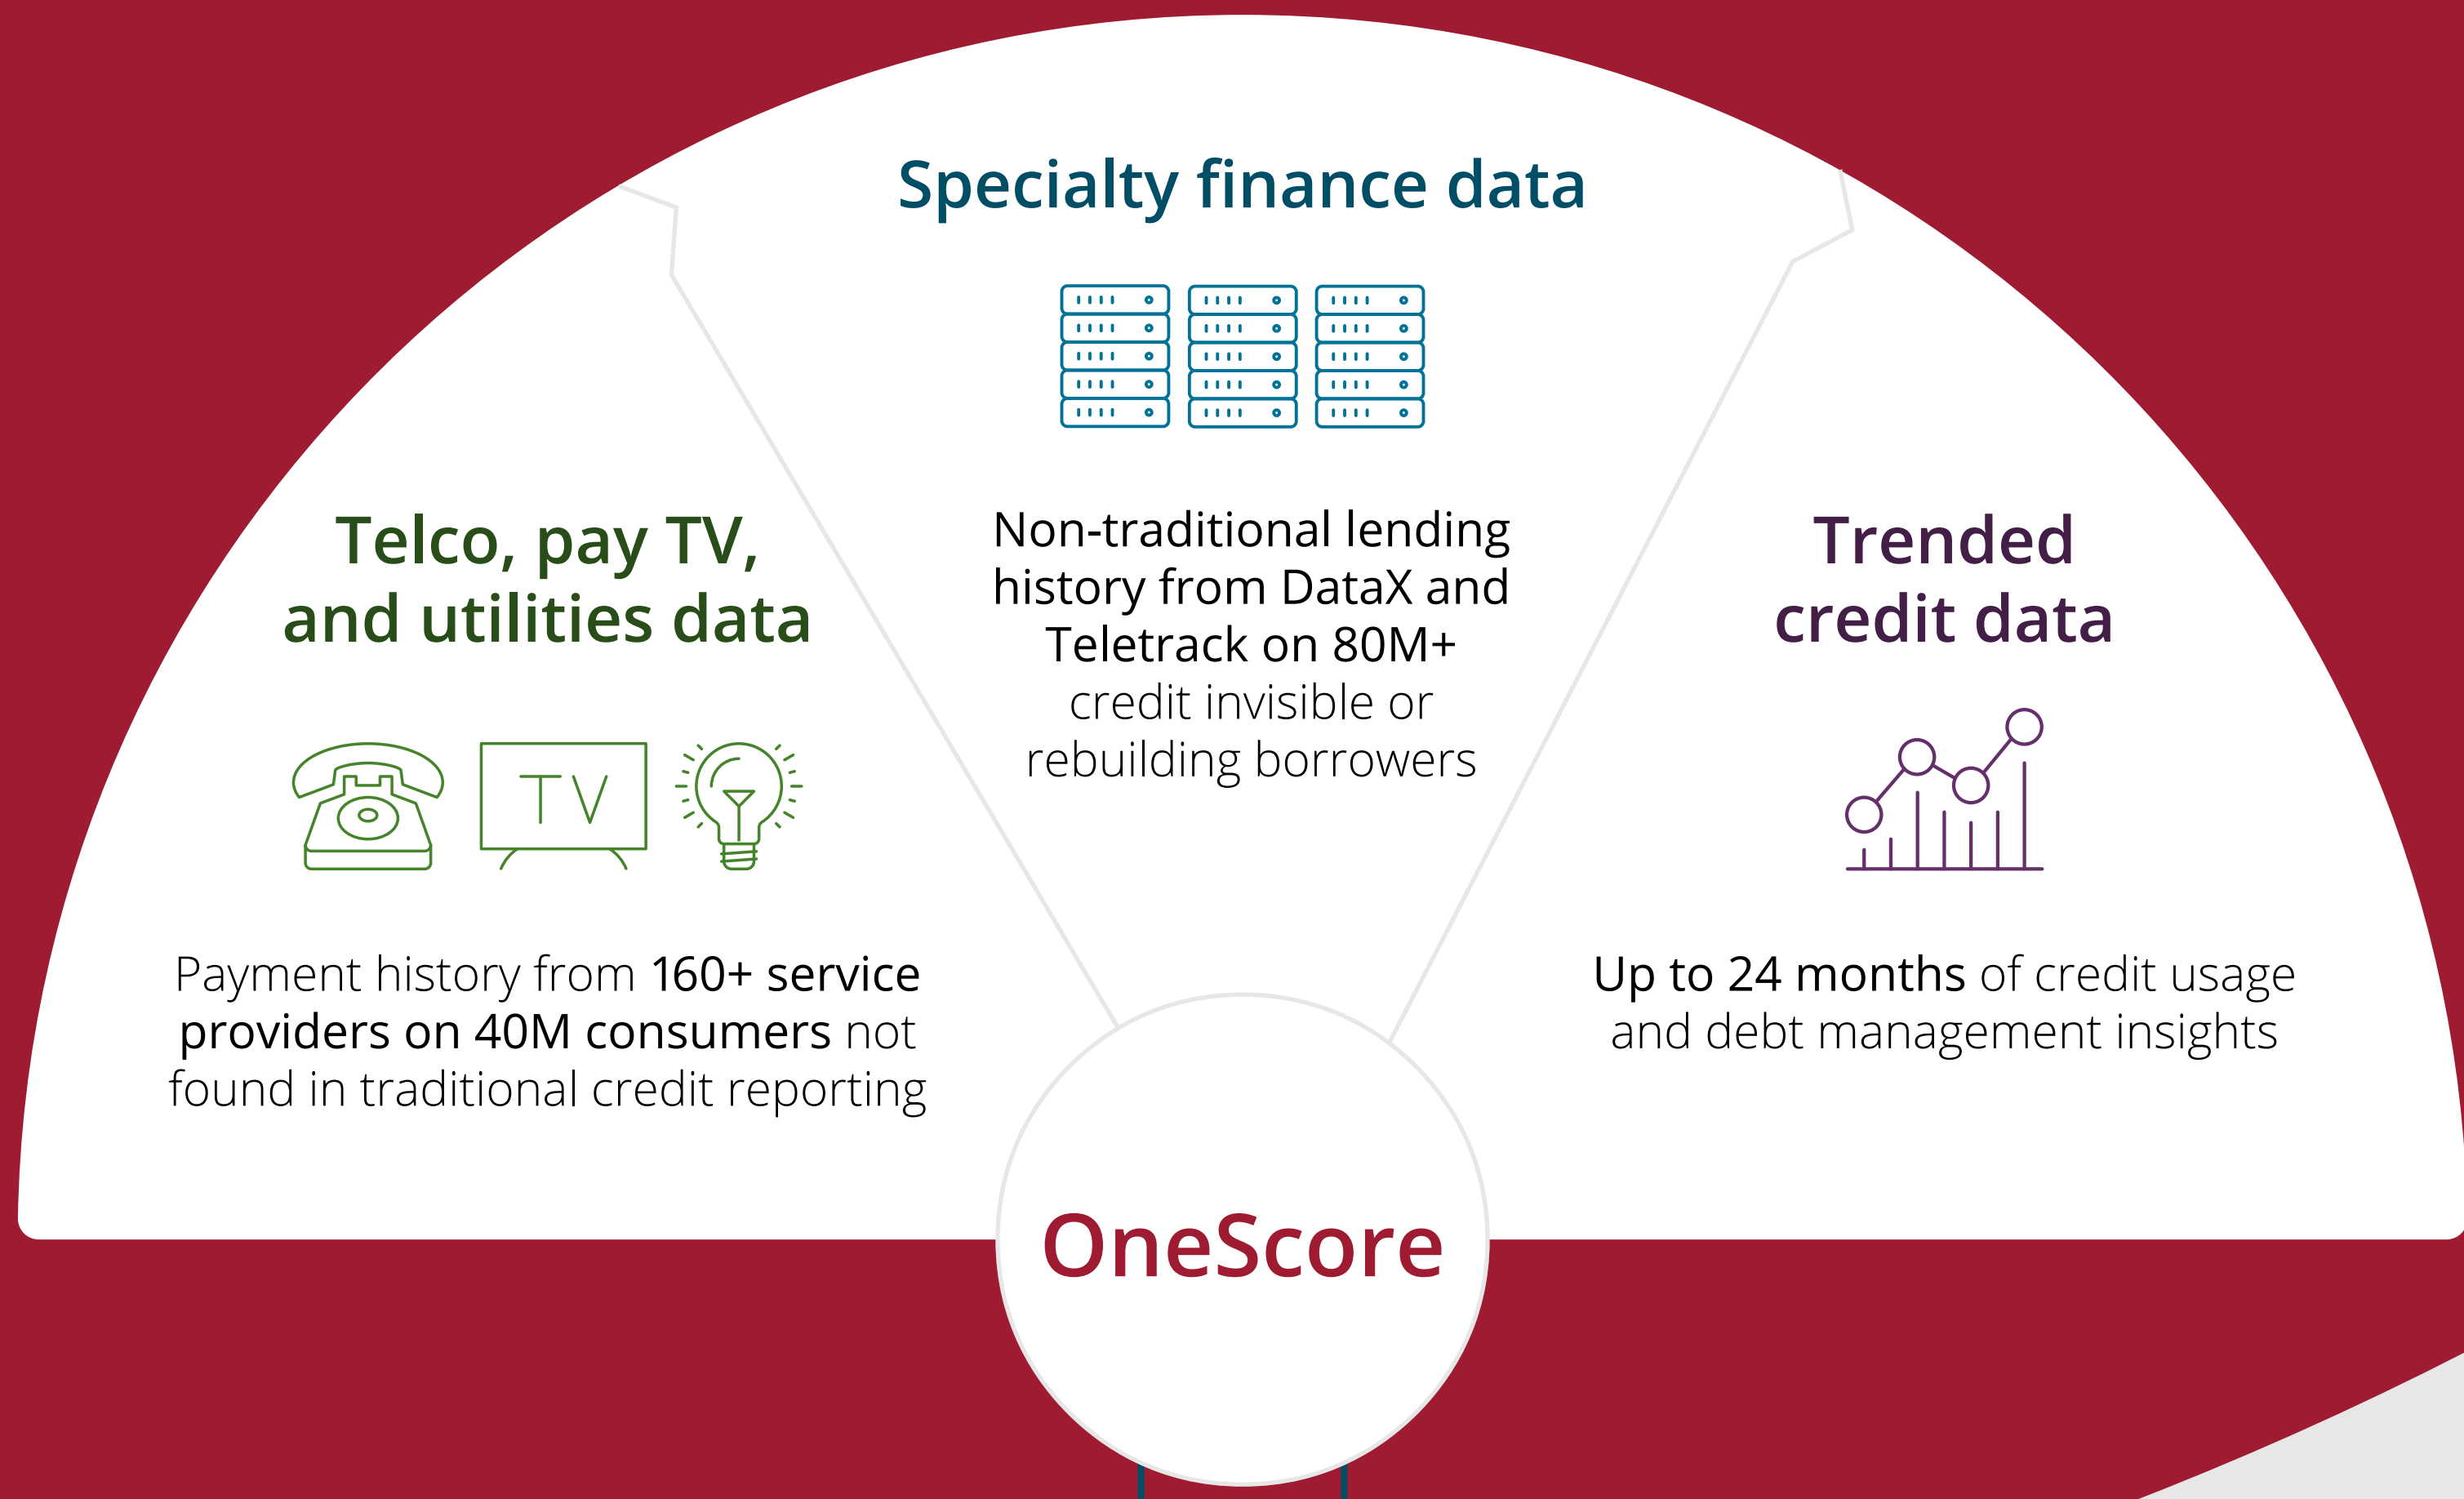 Specialty finance data
Non-traditional lending
history from DataX and
Teletrack on 80M+
credit invisible or
rebuilding borrowers
Telco, pay TV,
and utilities data
TV
Payment history from 160+ service
providers on 40M consumers not
found in traditional credit reporting
Trended
credit data
Up to 24 months of credit usage
and debt management insights
OneScore